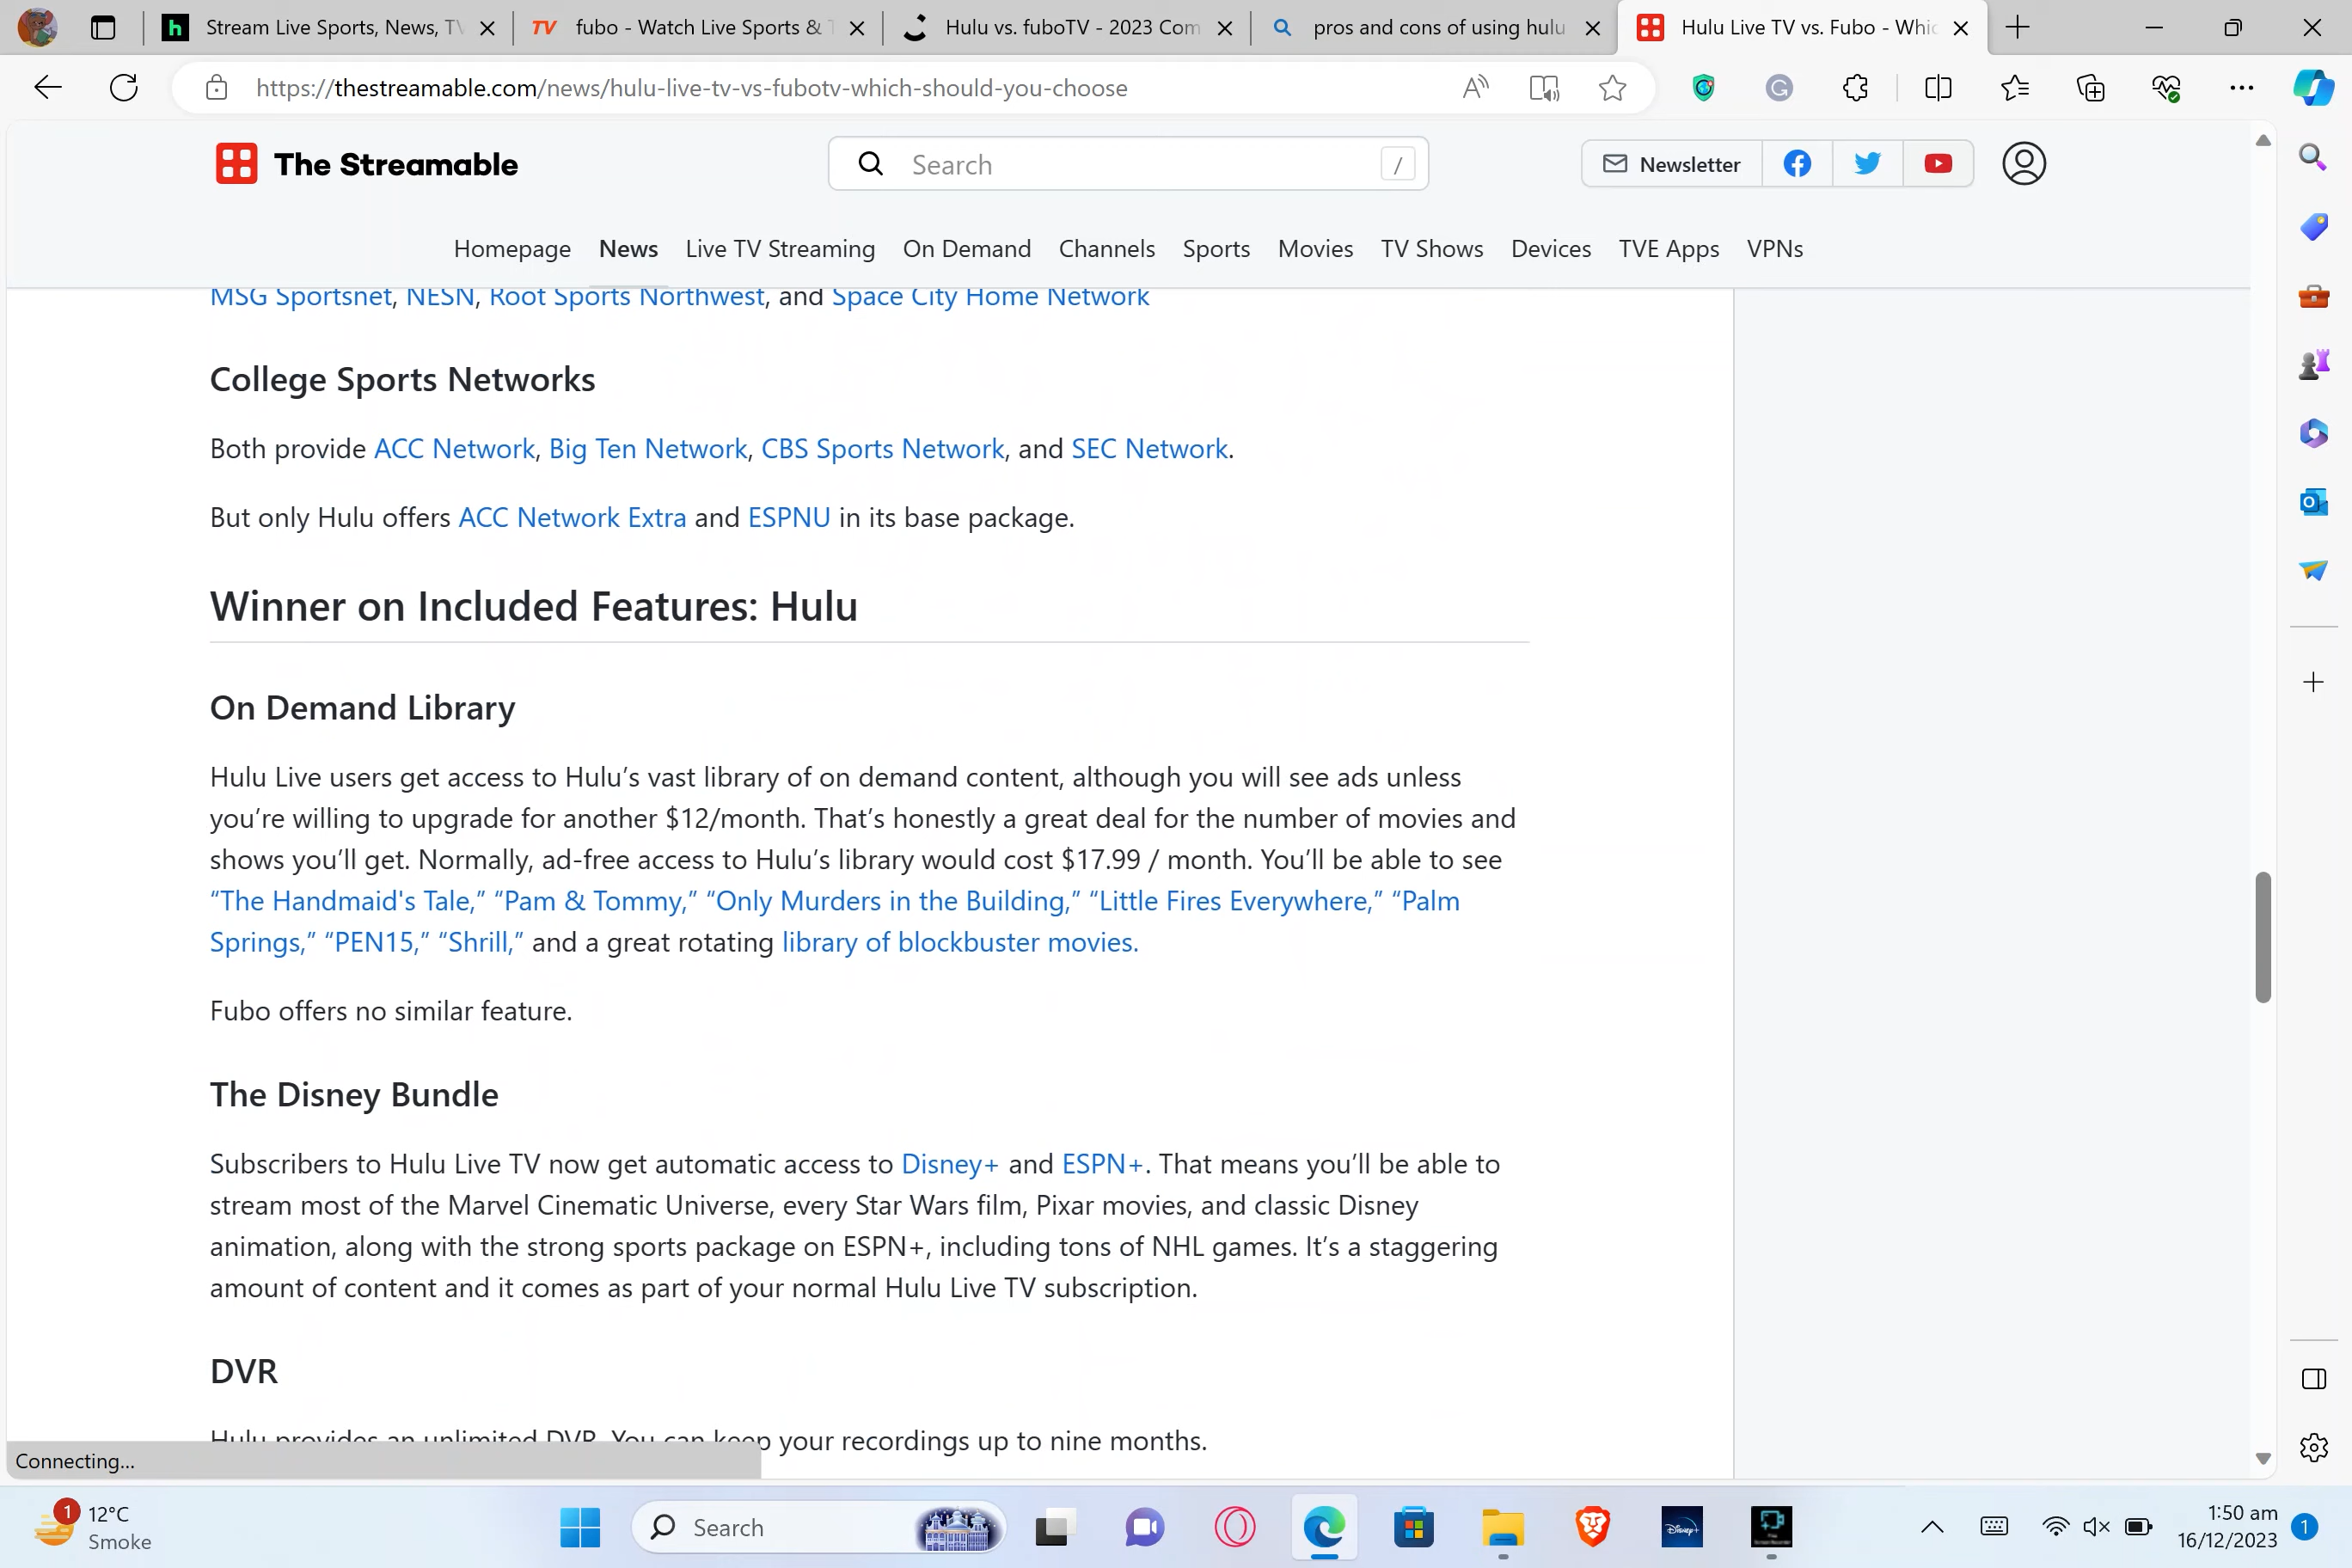 Stream Live Sports, News, TV
TV fubo - Watch Live Sports & T
Hulu vs. fuboTV - 2023 Com
pros and cons of using hulu
Hulu Live TV vs. Fubo - Whic
https://thestreamable.com/news/hulu-live-tv-vs-fubotv-which-should-you-choose
The Streamable
Search /
Newsletter
Homepage News Live TV Streaming On Demand Channels Sports Movies TV Shows Devices TVE Apps VPNs
MSG Sportsnet, NESN, Root Sports Northwest, and Space City Home Network
College Sports Networks
Both provide ACC Network, Big Ten Network, CBS Sports Network, and SEC Network.
But only Hulu offers ACC Network Extra and ESPNU in its base package.
Winner on Included Features: Hulu
On Demand Library
Hulu Live users get access to Hulu’s vast library of on demand content, although you will see ads unless
you’re willing to upgrade for another $12/month. That’s honestly a great deal for the number of movies and
shows you’ll get. Normally, ad-free access to Hulu’s library would cost $17.99 / month. You’ll be able to see
“The Handmaid's Tale,” “Pam & Tommy,” “Only Murders in the Building,” “Little Fires Everywhere,” “Palm
Springs,” “PEN15,” “Shrill,” and a great rotating library of blockbuster movies.
Fubo offers no similar feature.
The Disney Bundle
Subscribers to Hulu Live TV now get automatic access to Disney+ and ESPN+. That means you’ll be able to
stream most of the Marvel Cinematic Universe, every Star Wars film, Pixar movies, and classic Disney
animation, along with the strong sports package on ESPN+, including tons of NHL games. It’s a staggering
amount of content and it comes as part of your normal Hulu Live TV subscription.
DVR
Hulu provides an unlimited DVR. You can keep your recordings up to nine months.
Connecting...
1
12°C
Smoke
Search
Disney+
1:50 am
16/12/2023
1